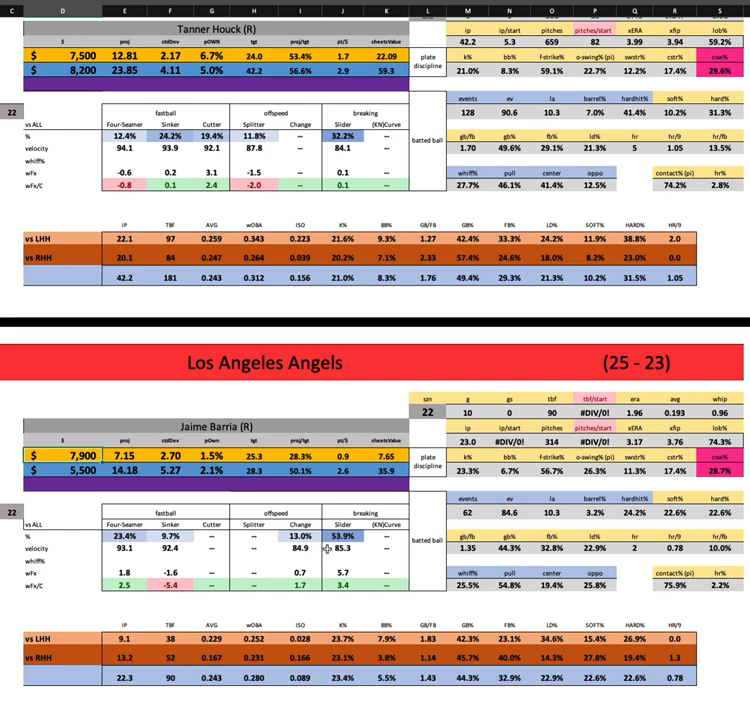 C D E F G H I J K L M N O P Q R S
Tanner Houck (R) ip ip/start pitches pitches/start xERA xfip lob%
42.2 5.3 659 82 3.99 3.94 59.2%
$ proj stdDev pOWN tgt proj/tgt pt/$ sheetsValue
$ 7,500 12.81 2.17 6.7% 24.0 53.4% 1.7 22.09 plate discipline k% bb% f-strike% o-swing% (pi) swstr% cstr% csw%
$ 8,200 23.85 4.11 5.0% 42.2 56.6% 2.9 59.3 21.0% 8.3% 59.1% 22.7% 12.2% 17.4% 29.6%
events ev la barrel% hardhit% soft% hard%
22 fastball offspeed breaking 128 90.6 10.3 7.0% 41.4% 10.2% 31.3%
vs ALL Four-Seamer Sinker Cutter Splitter Change Slider (KN)Curve
% 12.4% 24.2% 19.4% 11.8% -- 32.2% -- batted ball gb/fb gb% fb% ld% hr hr/9 hr/fb
velocity 94.1 93.9 92.1 87.8 -- 84.1 -- 1.70 49.6% 29.1% 21.3% 5 1.05 13.5%
whiff%
wFx -0.6 0.2 3.1 -1.5 -- 0.1 -- whiff% pull center oppo contact% (pi) hr%
wFx/C -0.8 0.1 2.4 -2.0 -- 0.1 -- 27.7% 46.1% 41.4% 12.5% 74.2% 2.8%
IP TBF AVG wOBA ISO K% BB% GB/FB GB% FB% LD% SOFT% HARD% HR/9
vs LHH 22.1 97 0.259 0.343 0.223 21.6% 9.3% 1.27 42.4% 33.3% 24.2% 11.9% 38.8% 2.0
vs RHH 20.1 84 0.247 0.264 0.039 20.2% 7.1% 2.33 57.4% 24.6% 18.0% 8.2% 23.0% 0.0
42.2 181 0.243 0.312 0.156 21.0% 8.3% 1.76 49.4% 29.3% 21.3% 10.2% 31.5% 1.05
Los Angeles Angels (25 - 23)
szn g gs tbf tbf/start era avg whip
22 10 0 90 #DIV/0! 1.96 0.193 0.96
Jaime Barria (R) ip ip/start pitches pitches/start xERA xfip lob%
23.0 #DIV/0! 314 #DIV/0! 3.17 3.76 74.3%
$ proj stdDev pOwn tgt proj/tgt pt/$ sheetsValue
$ 7,900 7.15 2.70 1.5% 25.3 28.3% 0.9 7.65 plate discipline k% bb% f-strike% o-swing% (pi) swstr% cstr% csw%
$ 5,500 14.18 5.27 2.1% 28.3 50.1% 2.6 35.9 23.3% 6.7% 56.7% 26.3% 11.3% 17.4% 28.7%
events ev la barrel% hardhit% soft% hard%
22 fastball offspeed breaking 62 84.6 10.3 3.2% 24.2% 22.6% 22.6%
vs ALL Four-Seamer Sinker Cutter Splitter Change Slider (KN)Curve
% 23.4% 9.7% -- -- 13.0% 53.9% -- batted ball gb/fb gb% fb% ld% hr hr/9 hr/fb
velocity 93.1 92.4 -- -- 84.9 85.3 -- 1.35 44.3% 32.8% 22.9% 2 0.78 10.0%
whiff%
wFx 1.8 -1.6 -- -- 0.7 5.7 -- whiff% pull center oppo contact% (pi) hr%
wFx/C 2.5 -5.4 -- -- 1.7 3.4 -- 25.5% 54.8% 19.4% 25.8% 75.9% 2.2%
IP TBF AVG wOBA ISO K% BB% GB/FB GB% FB% LD% SOFT% HARD% HR/9
vs LHH 9.1 38 0.229 0.252 0.028 23.7% 7.9% 1.83 42.3% 23.1% 34.6% 15.4% 26.9% 0.0
vs RHH 13.2 52 0.167 0.231 0.166 23.1% 3.8% 1.14 45.7% 40.0% 14.3% 27.8% 19.4% 1.3
22.3 90 0.243 0.280 0.089 23.4% 5.5% 1.43 44.3% 32.9% 22.9% 22.6% 22.6% 0.78